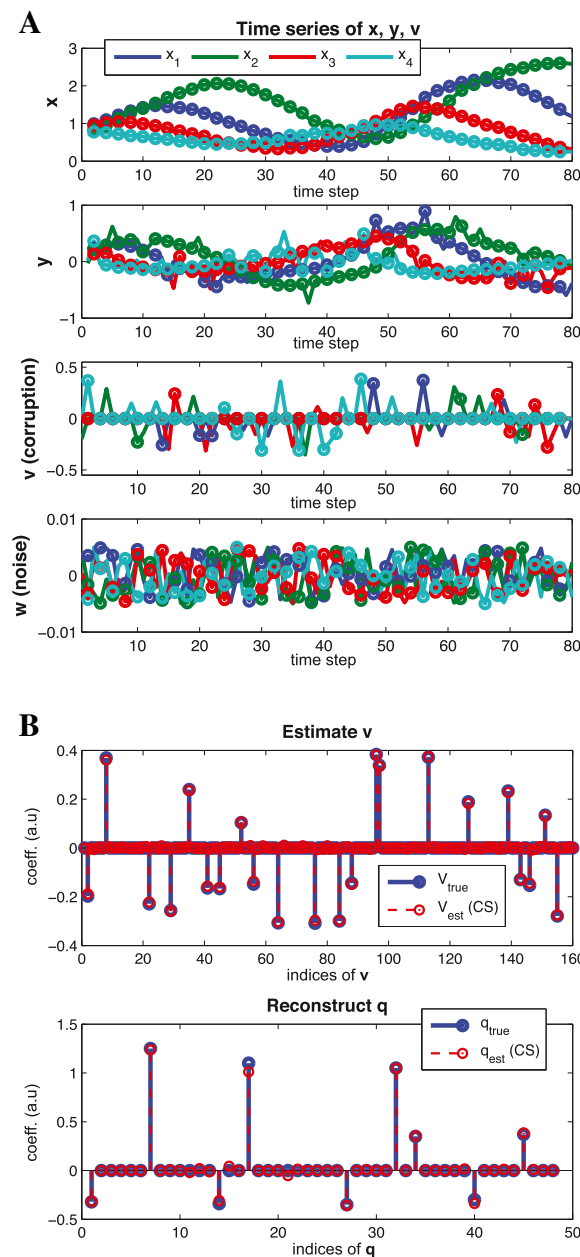 A
Time series of x, y, v
x1 x2 x3 x4
3
2
1
0
x
0 10 20 30 40 50 60 70 80
time step
1
0
−1
y
0 10 20 30 40 50 60 70 80
time step
0.5
0
−0.5
v (corruption)
0 10 20 30 40 50 60 70 80
time step
0.01
0
−0.01
w (noise)
0 10 20 30 40 50 60 70 80
time step
B
Estimate v
0.4
0.2
0
−0.2
−0.4
coeff. (a.u)
Vtrue
Vest (CS)
0 20 40 60 80 100 120 140 160
indices of v
Reconstruct q
1.5
1
0.5
0
−0.5
coeff. (a.u)
qtrue
qest (CS)
0 10 20 30 40 50
indices of q